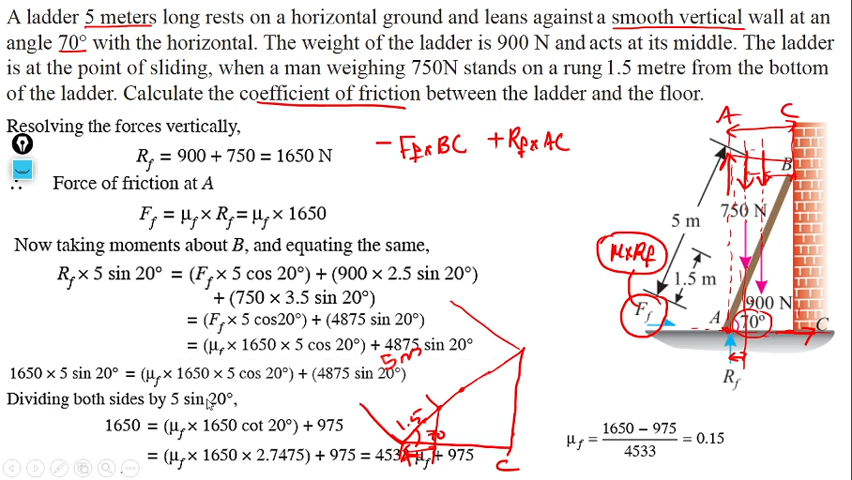 A ladder 5 meters long rests on a horizontal ground and leans against a smooth vertical wall at an
angle 70° with the horizontal. The weight of the ladder is 900 N and acts at its middle. The ladder
is at the point of sliding, when a man weighing 750N stands on a rung 1.5 metre from the bottom
of the ladder. Calculate the coefficient of friction between the ladder and the floor.
Resolving the forces vertically,
R_f = 900 + 750 = 1650 N
∴ Force of friction at A
F_f = μ_f × R_f = μ_f × 1650
Now taking moments about B, and equating the same,
R_f × 5 sin 20° = (F_f × 5 cos 20°) + (900 × 2.5 sin 20°)
+ (750 × 3.5 sin 20°)
= (F_f × 5 cos20°) + (4875 sin 20°)
= (μ_f × 1650 × 5 cos 20°) + 4875 sin 20°
1650 × 5 sin 20° = (μ_f × 1650 × 5 cos 20°) + (4875 sin 20°)
Dividing both sides by 5 sin 20°,
1650 = (μ_f × 1650 cot 20°) + 975
= (μ_f × 1650 × 2.7475) + 975 = 4533 μ_f + 975
- F_f × BC + R_f × AC
5m
1.5
70
C
A C
B
750 N
5 m
μ×R_f
1.5 m
900 N
F_f
A 70° C
R_f
μ_f = (1650 − 975)/4533 = 0.15